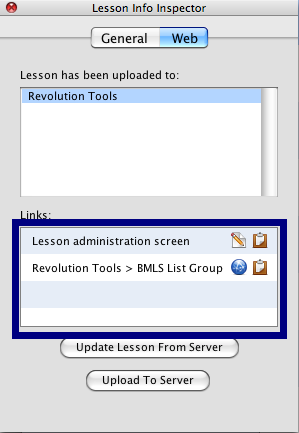 Lesson Info Inspector
General Web
Lesson has been uploaded to:
Revolution Tools
Links:
Lesson administration screen
Revolution Tools > BMLS List Group
Update Lesson From Server
Upload To Server